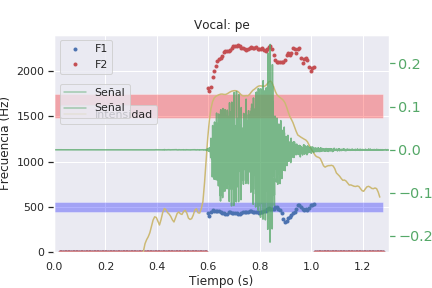 Vocal: pe
F1
F2
Señal
Señal
Intensidad
Frecuencia (Hz)
2000
1500
1000
500
0
0.2
0.1
0.0
−0.1
−0.2
0.0 0.2 0.4 0.6 0.8 1.0 1.2
Tiempo (s)